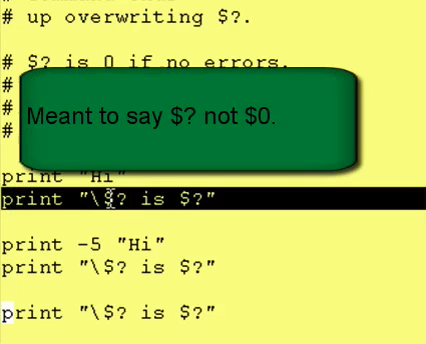 # up overwriting $?.
# $? is 0 if no errors.
#
#
#
Meant to say $? not $0.
print "Hi"
print "\$? is $?"
print -5 "Hi"
print "\$? is $?"
print "\$? is $?"